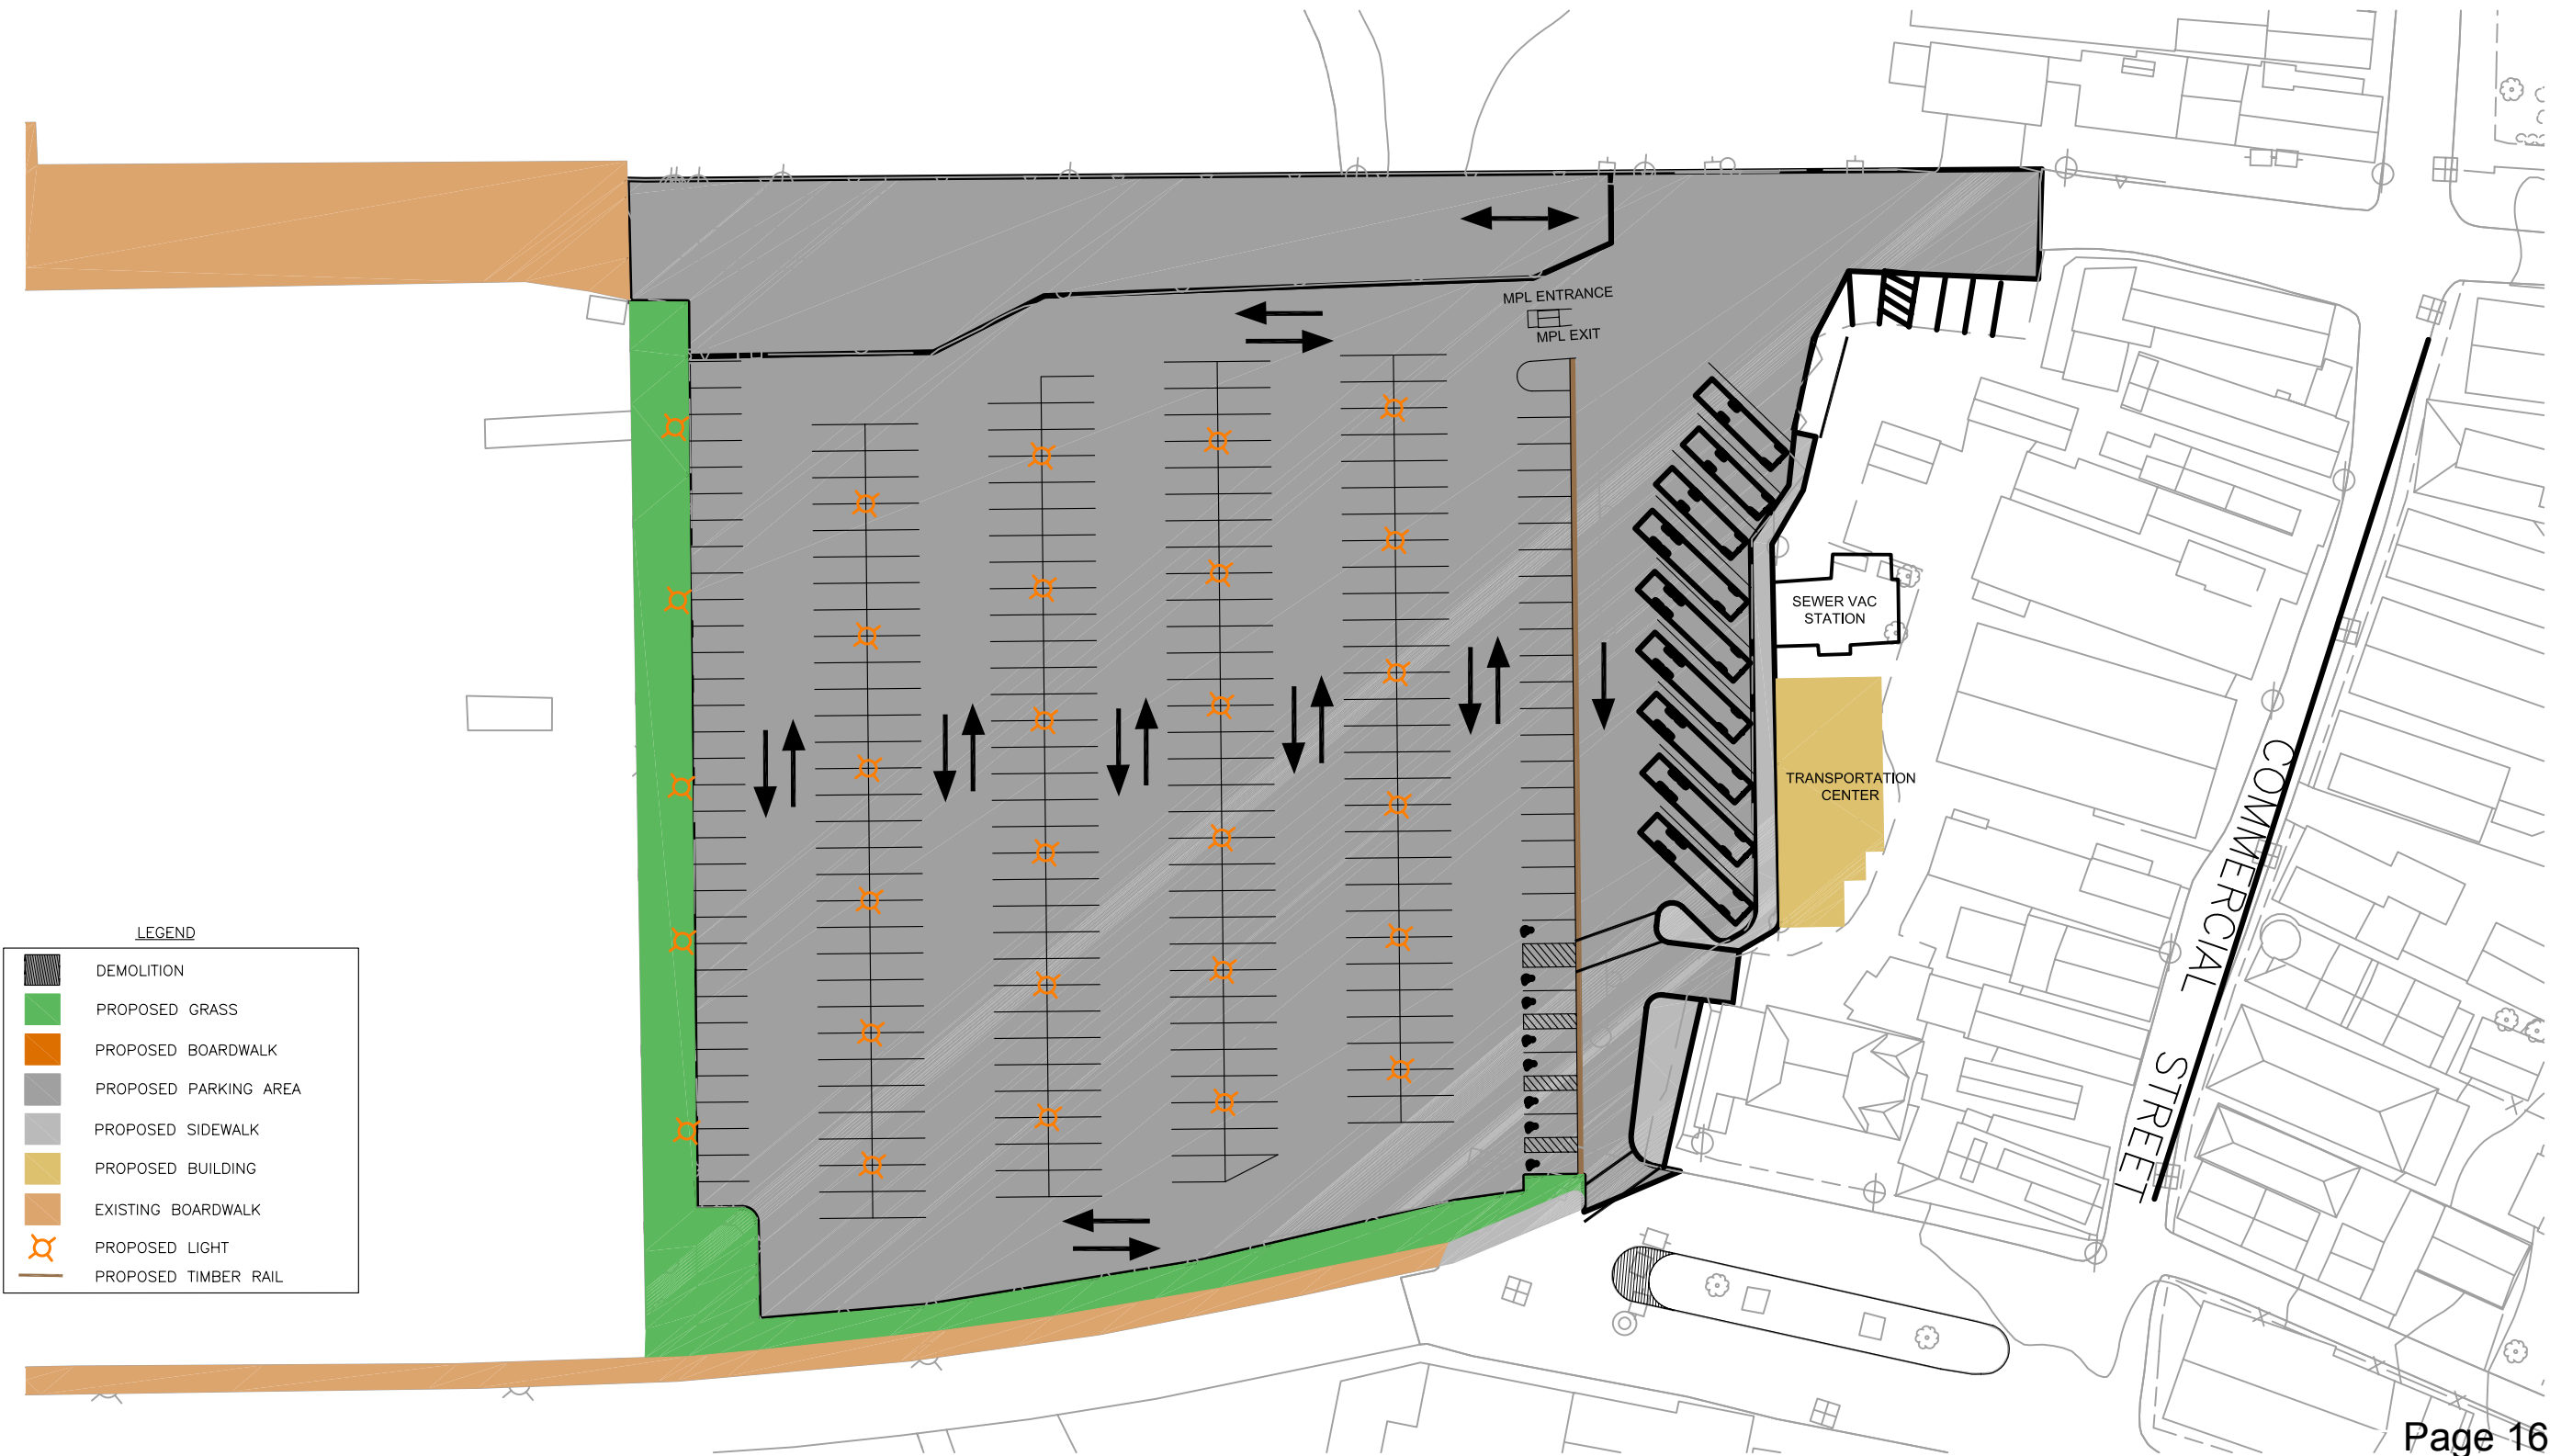 MPL ENTRANCE
MPL EXIT
SEWER VAC
STATION
TRANSPORTATION
CENTER
COMMERCIAL STREET
LEGEND
DEMOLITION
PROPOSED GRASS
PROPOSED BOARDWALK
PROPOSED PARKING AREA
PROPOSED SIDEWALK
PROPOSED BUILDING
EXISTING BOARDWALK
PROPOSED LIGHT
PROPOSED TIMBER RAIL
Page 16